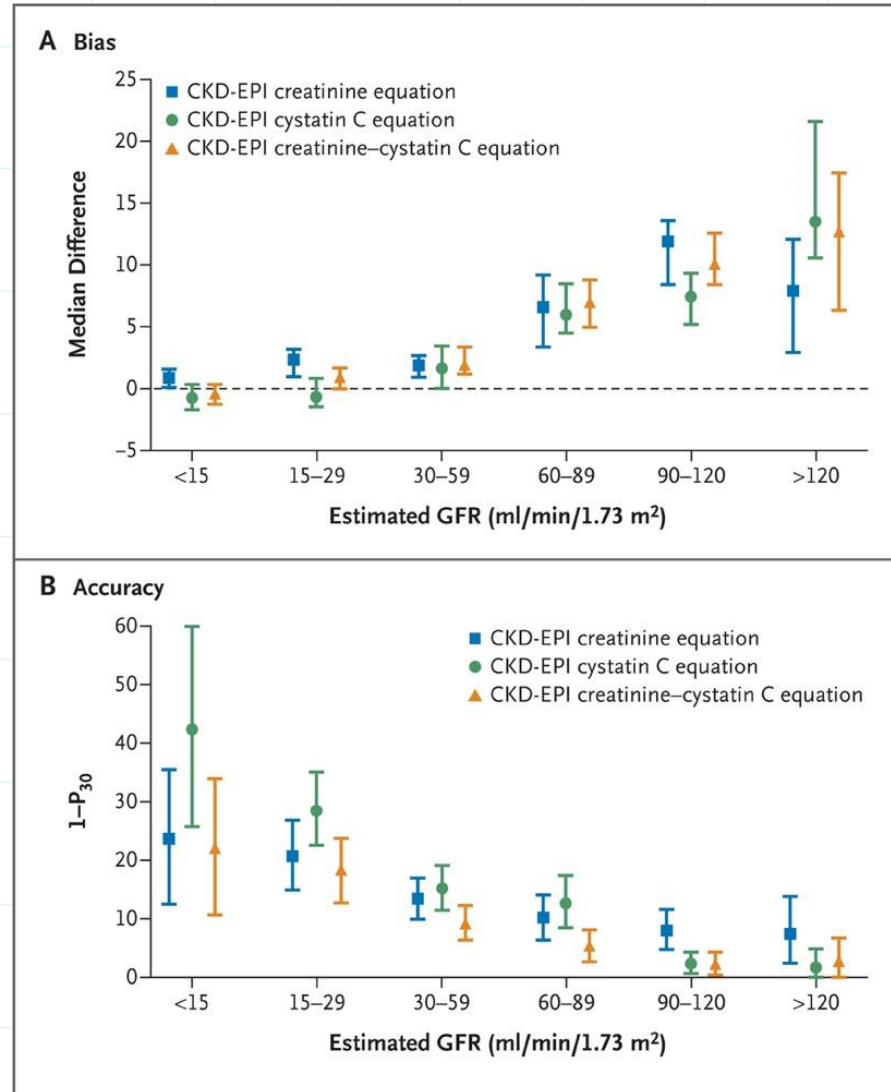 A Bias
25
20
15
10
5
0
–5
Median Difference
CKD-EPI creatinine equation
CKD-EPI cystatin C equation
CKD-EPI creatinine–cystatin C equation
<15 15–29 30–59 60–89 90–120 >120
Estimated GFR (ml/min/1.73 m²)
B Accuracy
60
50
40
30
20
10
0
1–P₃₀
CKD-EPI creatinine equation
CKD-EPI cystatin C equation
CKD-EPI creatinine–cystatin C equation
<15 15–29 30–59 60–89 90–120 >120
Estimated GFR (ml/min/1.73 m²)